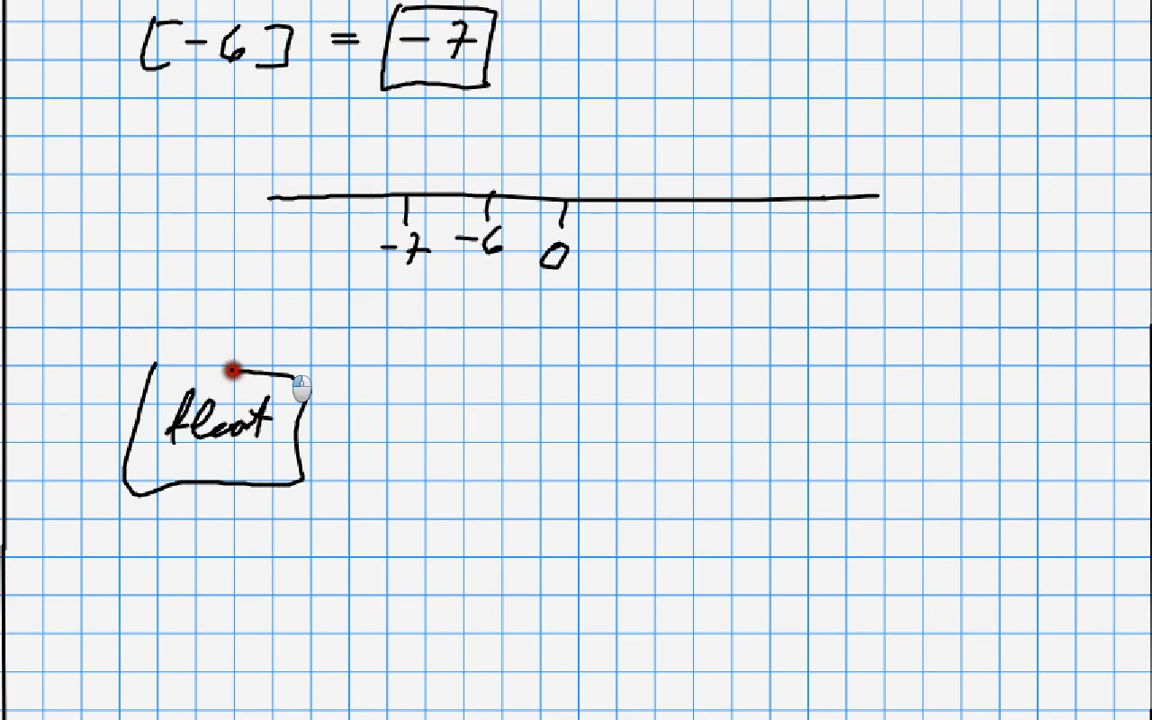 [-6] = -7
-7 -6 0
float